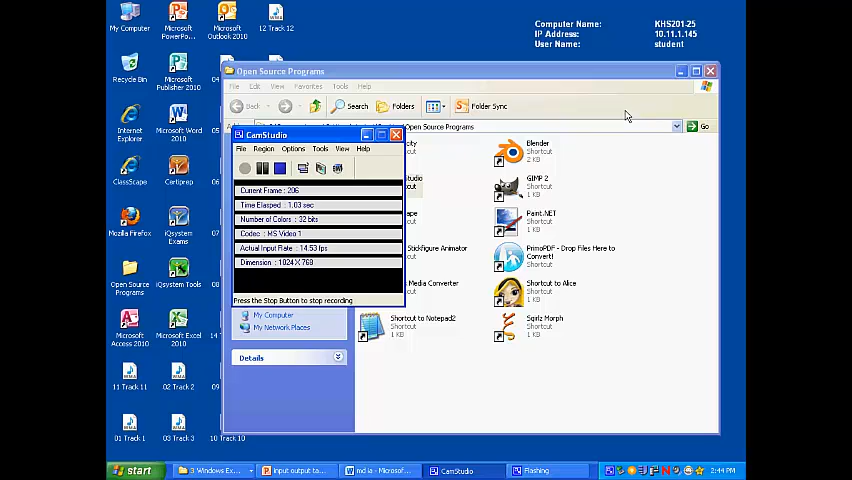 My Computer
Microsoft PowerPo...
Microsoft Outlook 2010
12 Track 12
Computer Name: KHS201-25
IP Address: 10.11.1.145
User Name: student
Recycle Bin
Microsoft Publisher 2010
04
Internet Explorer
Microsoft Word 2010
ClassScape
Certiprep
Mozilla Firefox
iQsystem Exams
07
Open Source Programs
iQsystem Tools
Microsoft Access 2010
Microsoft Excel 2010
14
11 Track 11
02 Track 2
09
01 Track 1
03 Track 3
10 Track 10
Open Source Programs
File Edit View Favorites Tools Help
Back Search Folders Folder Sync
Open Source Programs Go
CamStudio
File Region Options Tools View Help
Current Frame : 206
Time Elasped : 1.03 sec
Number of Colors : 32 bits
Codec : MS Video 1
Actual Input Rate : 14.53 fps
Dimension : 1024 X 768
Press the Stop Button to stop recording
My Computer
My Network Places
Details
Blender
Shortcut
2 KB
GIMP 2
Shortcut
1 KB
Paint.NET
Shortcut
1 KB
Stickfigure Animator
PrimoPDF - Drop Files Here to Convert!
Media Converter
Shortcut to Alice
Shortcut
1 KB
Shortcut to Notepad2
Shortcut
1 KB
Sqirlz Morph
Shortcut
1 KB
start
3 Windows Ex...
Input output ta...
md ia - Microsof...
CamStudio
Flashing
2:44 PM